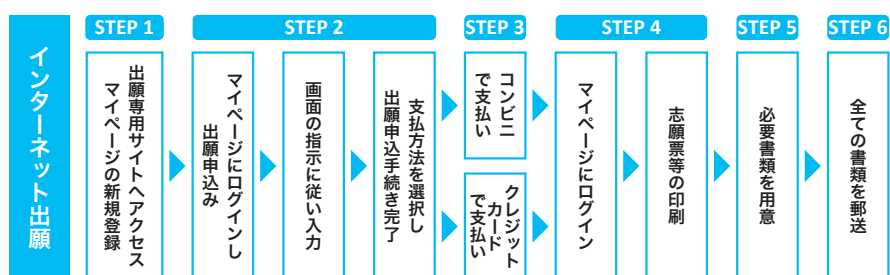 インターネット出願
STEP 1
出願専用サイトへアクセス
マイページの新規登録
STEP 2
マイページにログインし
出願申込み
画面の指示に従い入力
支払方法を選択し
出願申込手続き完了
STEP 3
コンビニ
で支払い
クレジット
カード
で支払い
STEP 4
マイページにログイン
志願票等の印刷
STEP 5
必要書類を用意
STEP 6
全ての書類を郵送